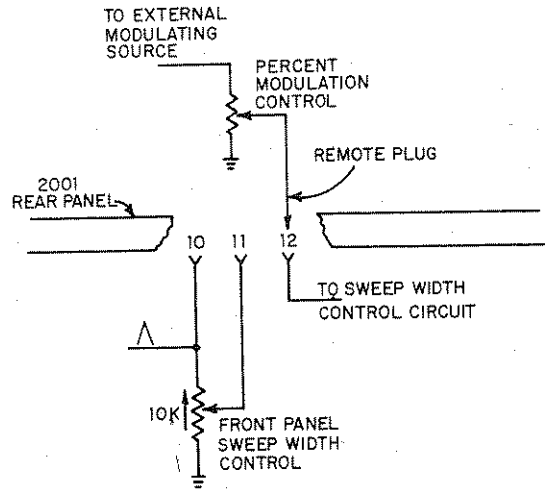 TO EXTERNAL
MODULATING
SOURCE
PERCENT
MODULATION
CONTROL
REMOTE PLUG
2001
REAR PANEL
10 11 12
TO SWEEP WIDTH
CONTROL CIRCUIT
10K
FRONT PANEL
SWEEP WIDTH
CONTROL